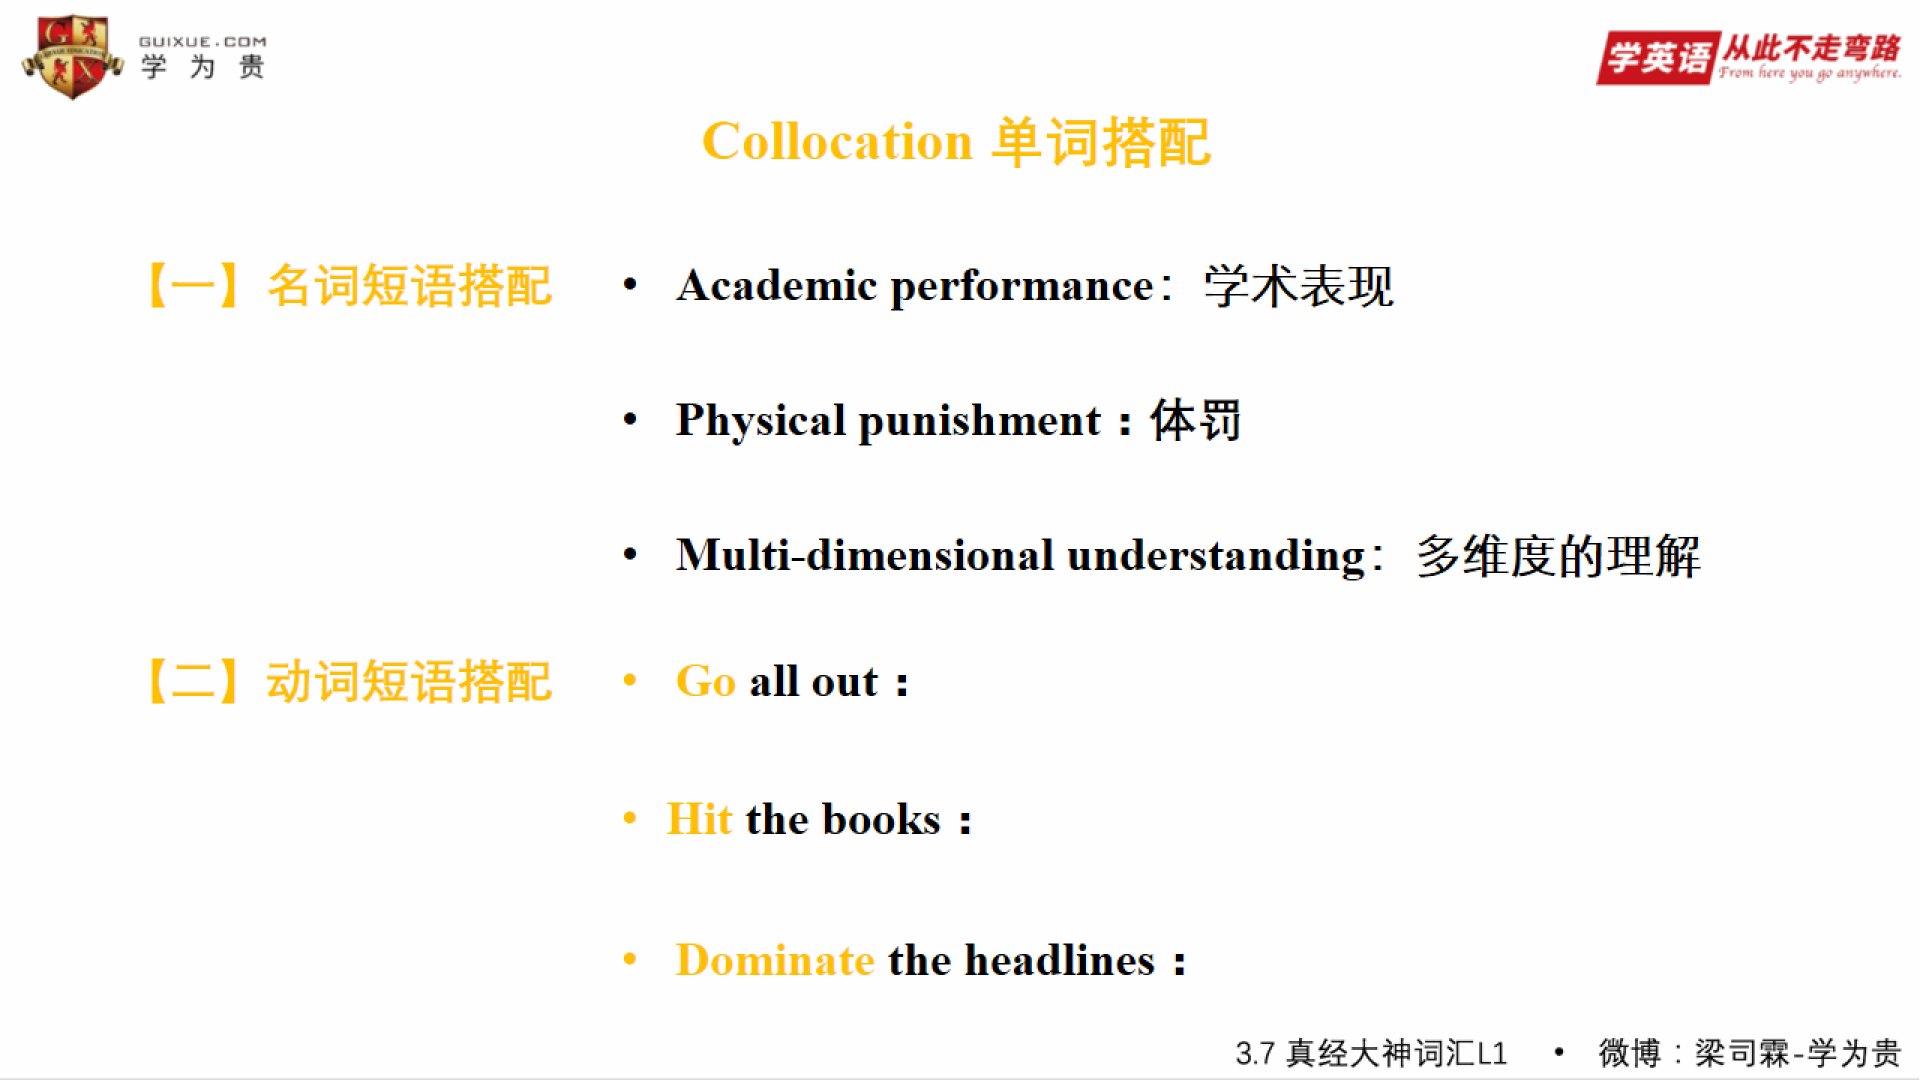 GUIXUE.COM
学为贵
学英语 从此不走弯路
From here you go anywhere.
Collocation 单词搭配
【一】名词短语搭配
• Academic performance：学术表现
• Physical punishment：体罚
• Multi-dimensional understanding：多维度的理解
【二】动词短语搭配
• Go all out：
• Hit the books：
• Dominate the headlines：
3.7 真经大神词汇L1 • 微博：梁司霖-学为贵